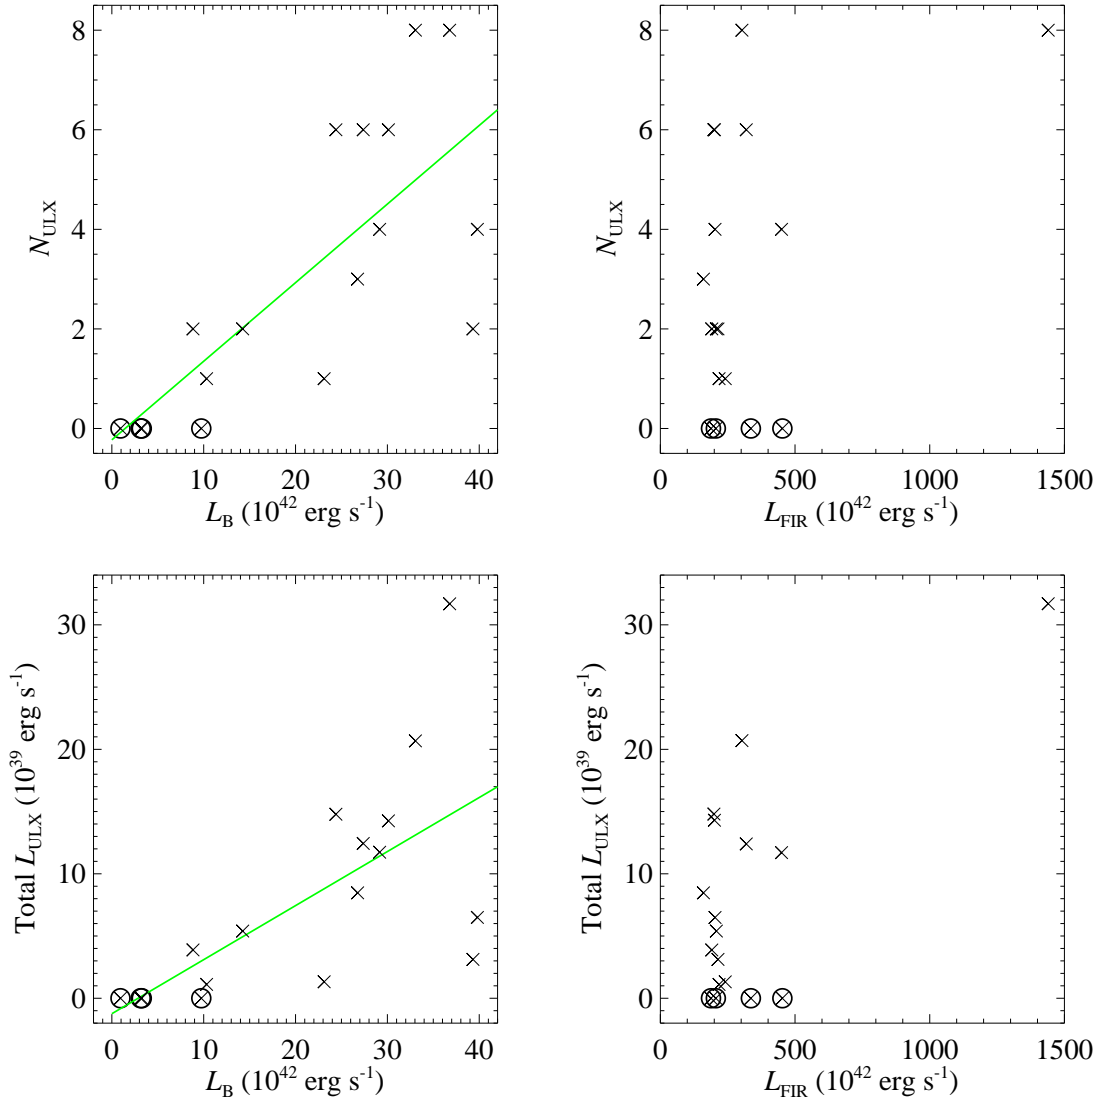 8
6
4
2
0
N_ULX
0 10 20 30 40
L_B (10^42 erg s^-1)
8
6
4
2
0
N_ULX
0 500 1000 1500
L_FIR (10^42 erg s^-1)
30
20
10
0
Total L_ULX (10^39 erg s^-1)
0 10 20 30 40
L_B (10^42 erg s^-1)
30
20
10
0
Total L_ULX (10^39 erg s^-1)
0 500 1000 1500
L_FIR (10^42 erg s^-1)